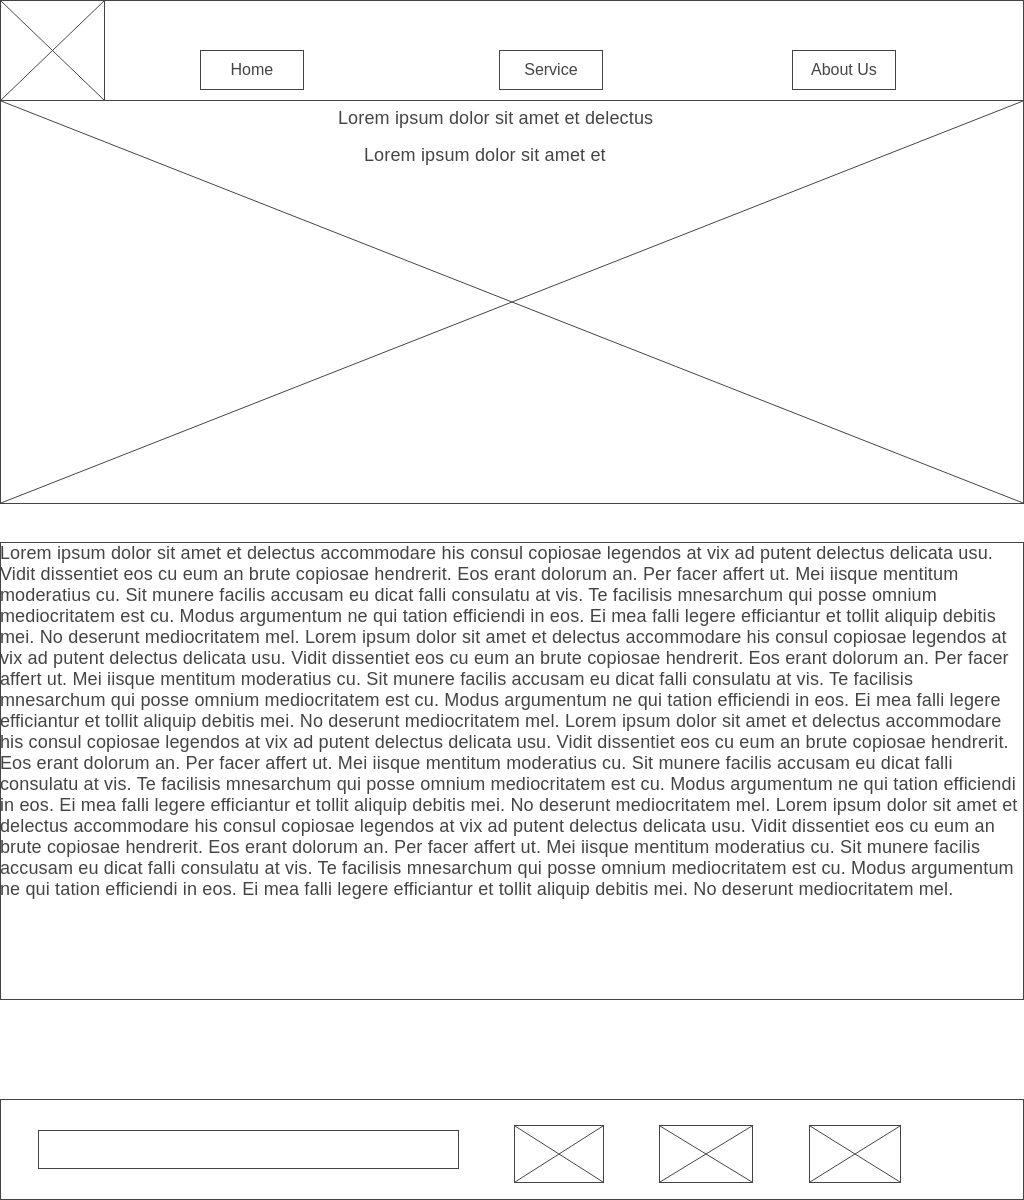 Home
Service
About Us
Lorem ipsum dolor sit amet et delectus
Lorem ipsum dolor sit amet et
Lorem ipsum dolor sit amet et delectus accommodare his consul copiosae legendos at vix ad putent delectus delicata usu.
Vidit dissentiet eos cu eum an brute copiosae hendrerit. Eos erant dolorum an. Per facer affert ut. Mei iisque mentitum
moderatius cu. Sit munere facilis accusam eu dicat falli consulatu at vis. Te facilisis mnesarchum qui posse omnium
mediocritatem est cu. Modus argumentum ne qui tation efficiendi in eos. Ei mea falli legere efficiantur et tollit aliquip debitis
mei. No deserunt mediocritatem mel. Lorem ipsum dolor sit amet et delectus accommodare his consul copiosae legendos at
vix ad putent delectus delicata usu. Vidit dissentiet eos cu eum an brute copiosae hendrerit. Eos erant dolorum an. Per facer
affert ut. Mei iisque mentitum moderatius cu. Sit munere facilis accusam eu dicat falli consulatu at vis. Te facilisis
mnesarchum qui posse omnium mediocritatem est cu. Modus argumentum ne qui tation efficiendi in eos. Ei mea falli legere
efficiantur et tollit aliquip debitis mei. No deserunt mediocritatem mel. Lorem ipsum dolor sit amet et delectus accommodare
his consul copiosae legendos at vix ad putent delectus delicata usu. Vidit dissentiet eos cu eum an brute copiosae hendrerit.
Eos erant dolorum an. Per facer affert ut. Mei iisque mentitum moderatius cu. Sit munere facilis accusam eu dicat falli
consulatu at vis. Te facilisis mnesarchum qui posse omnium mediocritatem est cu. Modus argumentum ne qui tation efficiendi
in eos. Ei mea falli legere efficiantur et tollit aliquip debitis mei. No deserunt mediocritatem mel. Lorem ipsum dolor sit amet et
delectus accommodare his consul copiosae legendos at vix ad putent delectus delicata usu. Vidit dissentiet eos cu eum an
brute copiosae hendrerit. Eos erant dolorum an. Per facer affert ut. Mei iisque mentitum moderatius cu. Sit munere facilis
accusam eu dicat falli consulatu at vis. Te facilisis mnesarchum qui posse omnium mediocritatem est cu. Modus argumentum
ne qui tation efficiendi in eos. Ei mea falli legere efficiantur et tollit aliquip debitis mei. No deserunt mediocritatem mel.